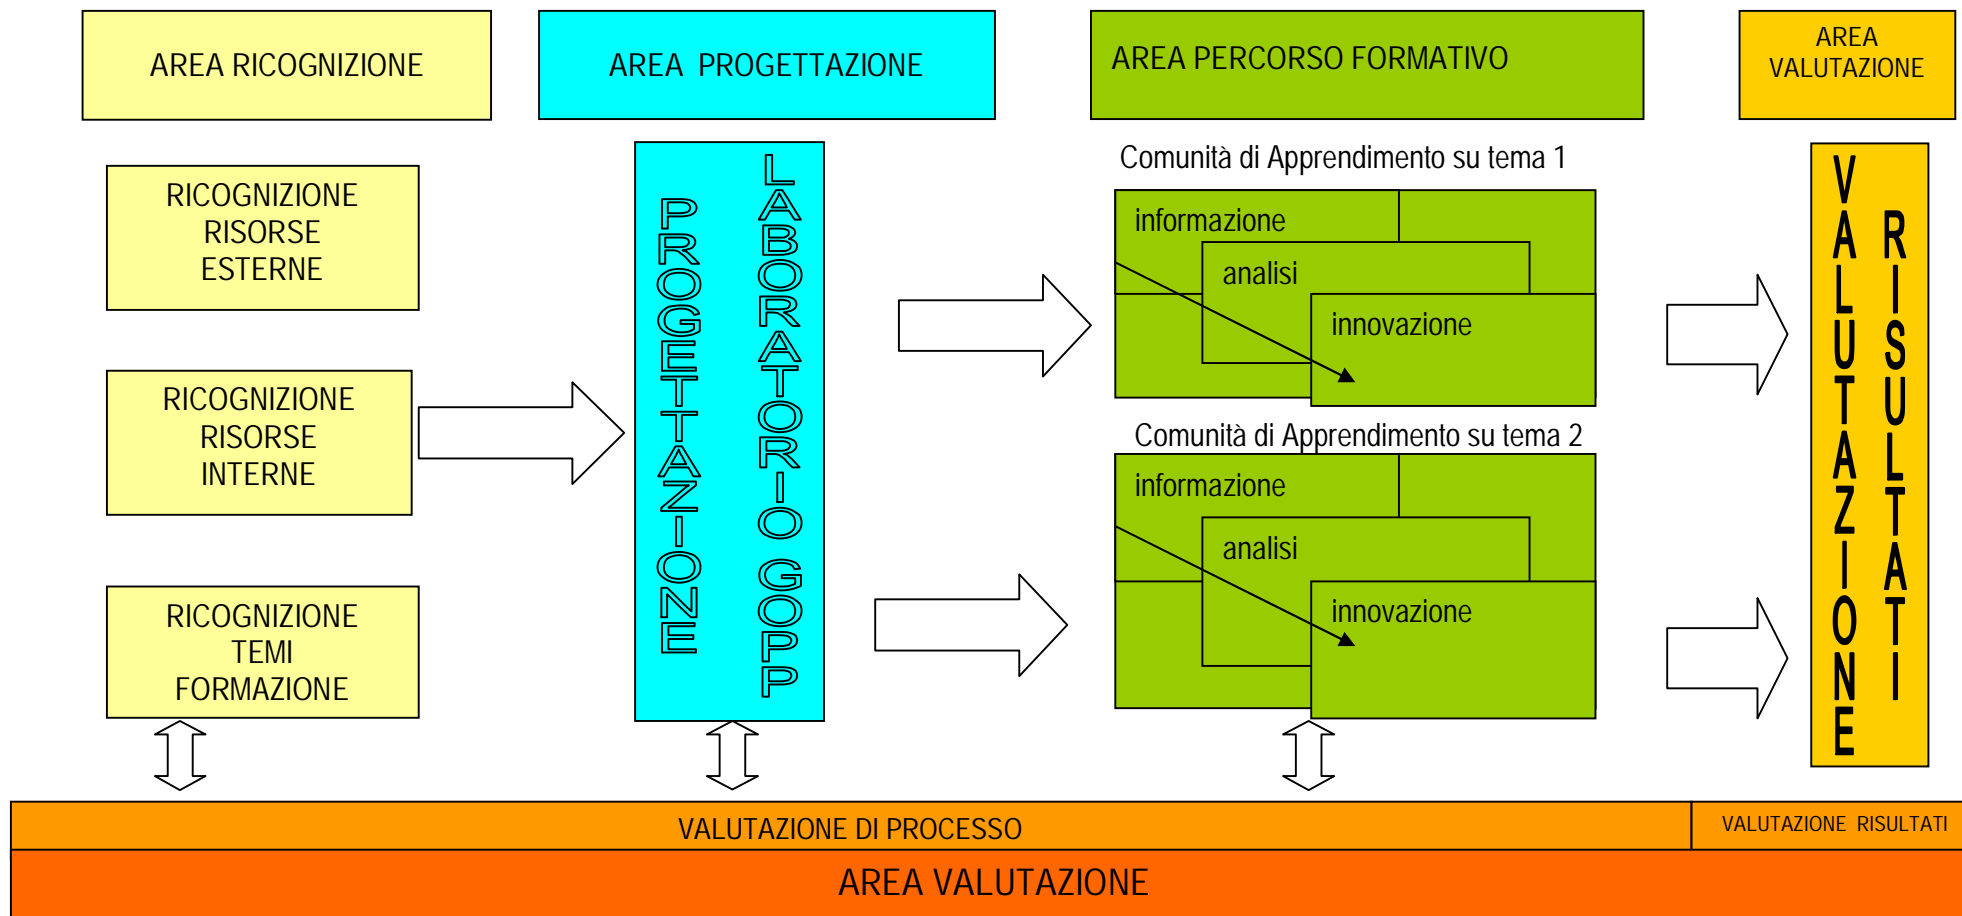 AREA RICOGNIZIONE
AREA PROGETTAZIONE
AREA PERCORSO FORMATIVO
AREA
VALUTAZIONE
RICOGNIZIONE
RISORSE
ESTERNE
RICOGNIZIONE
RISORSE
INTERNE
RICOGNIZIONE
TEMI
FORMAZIONE
PROGETTAZIONE
LABORATORIO GOPP
Comunità di Apprendimento su tema 1
informazione
analisi
innovazione
Comunità di Apprendimento su tema 2
informazione
analisi
innovazione
VALUTAZIONE
RISULTATI
VALUTAZIONE DI PROCESSO
VALUTAZIONE RISULTATI
AREA VALUTAZIONE